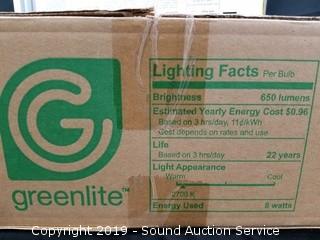 G
greenlite™
Lighting Facts Per Bulb
Brightness 650 lumens
Estimated Yearly Energy Cost $0.96
Based on 3 hrs/day, 11¢/kWh
Cost depends on rates and use
Life
Based on 3 hrs/day 22 years
Light Appearance
Warm Cool
2700 K
Energy Used 8 watts
Copyright 2019 - Sound Auction Service